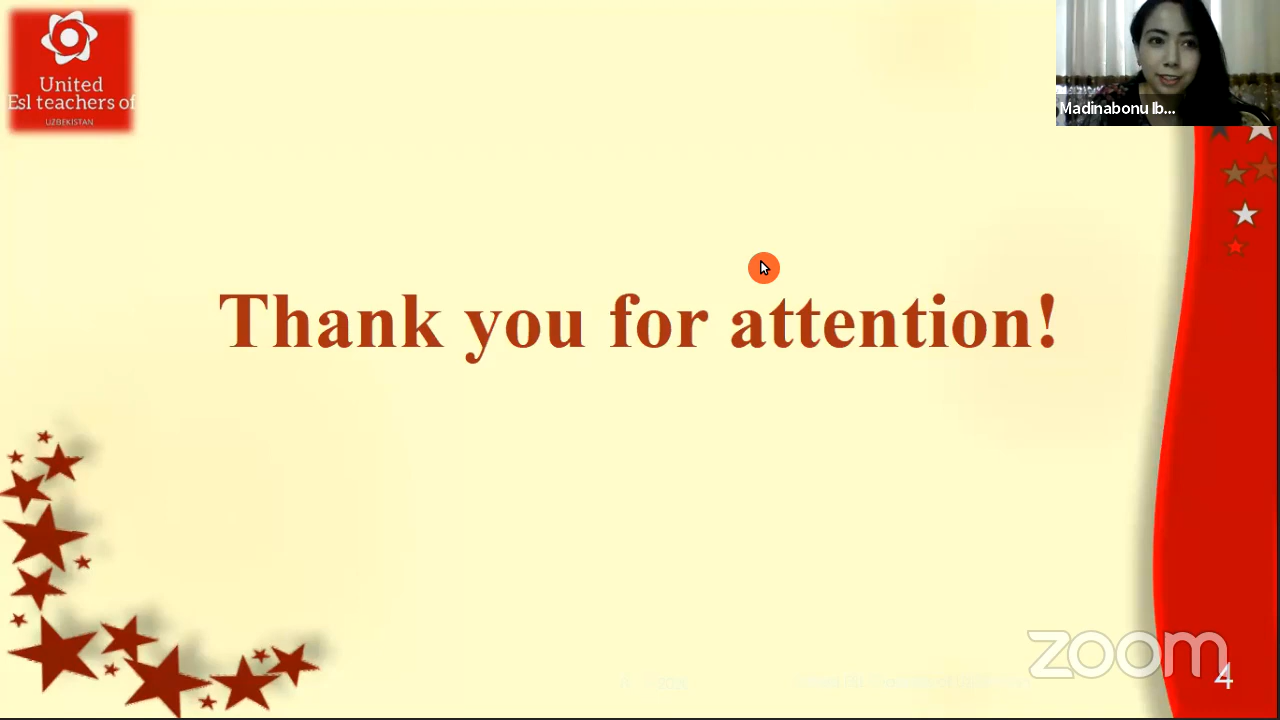 United
Esl teachers of
UZBEKISTAN
Madinabonu Ib...
Thank you for attention!
zoom
4